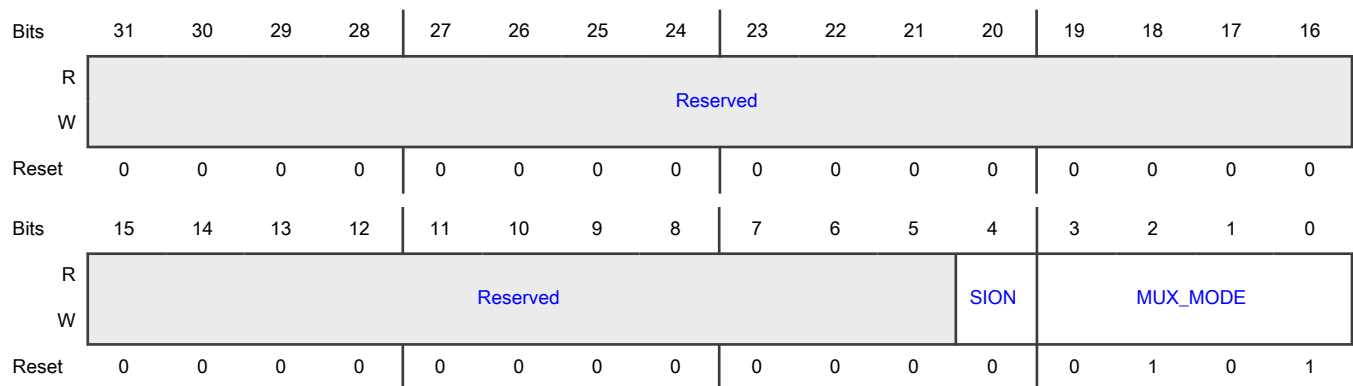 Bits 31 30 29 28 27 26 25 24 23 22 21 20 19 18 17 16
R
Reserved
W
Reset 0 0 0 0 0 0 0 0 0 0 0 0 0 0 0 0
Bits 15 14 13 12 11 10 9 8 7 6 5 4 3 2 1 0
R
Reserved SION MUX_MODE
W
Reset 0 0 0 0 0 0 0 0 0 0 0 0 0 1 0 1